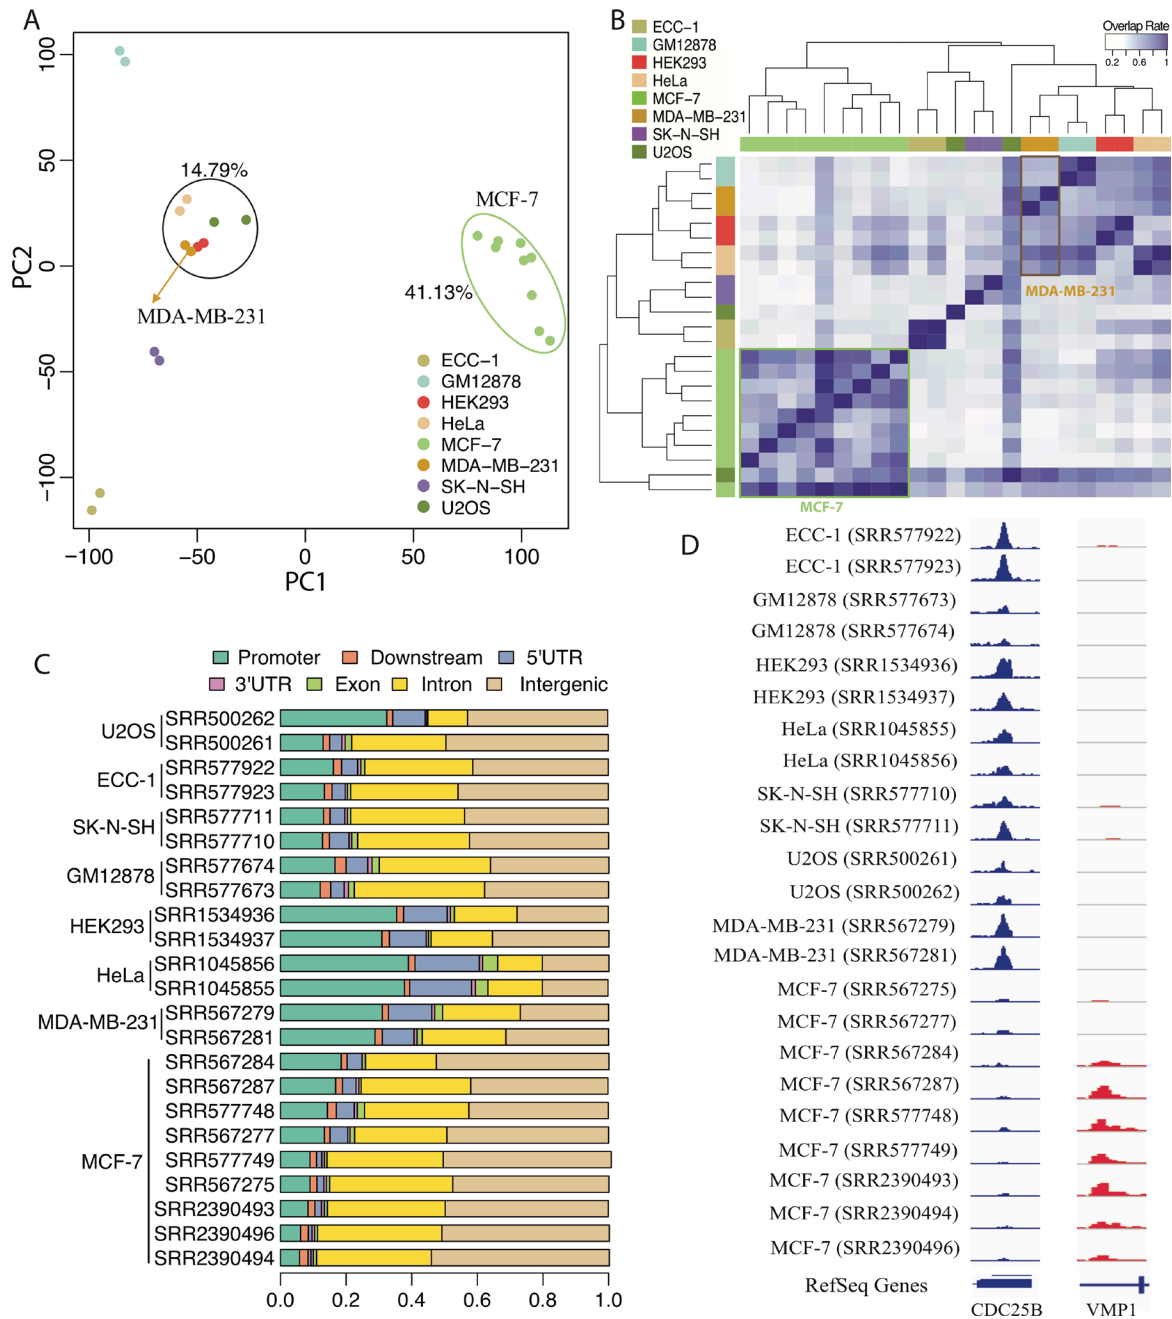 A
100
50
0
−50
−100
PC2
14.79%
MCF-7
41.13%
MDA-MB-231
ECC−1
GM12878
HEK293
HeLa
MCF−7
MDA−MB−231
SK−N−SH
U2OS
−100
−50
0
50
100
PC1
B
ECC−1
GM12878
HEK293
HeLa
MCF−7
MDA−MB−231
SK−N−SH
U2OS
Overlap Rate
0.2 0.6 1
MDA-MB-231
MCF-7
C
Promoter Downstream 5'UTR
3'UTR Exon Intron Intergenic
U2OS
SRR500262
SRR500261
ECC-1
SRR577922
SRR577923
SK-N-SH
SRR577711
SRR577710
GM12878
SRR577674
SRR577673
HEK293
SRR1534936
SRR1534937
HeLa
SRR1045856
SRR1045855
MDA-MB-231
SRR567279
SRR567281
MCF-7
SRR567284
SRR567287
SRR577748
SRR567277
SRR577749
SRR567275
SRR2390493
SRR2390496
SRR2390494
0.0 0.2 0.4 0.6 0.8 1.0
D
ECC-1 (SRR577922)
ECC-1 (SRR577923)
GM12878 (SRR577673)
GM12878 (SRR577674)
HEK293 (SRR1534936)
HEK293 (SRR1534937)
HeLa (SRR1045855)
HeLa (SRR1045856)
SK-N-SH (SRR577710)
SK-N-SH (SRR577711)
U2OS (SRR500261)
U2OS (SRR500262)
MDA-MB-231 (SRR567279)
MDA-MB-231 (SRR567281)
MCF-7 (SRR567275)
MCF-7 (SRR567277)
MCF-7 (SRR567284)
MCF-7 (SRR567287)
MCF-7 (SRR577748)
MCF-7 (SRR577749)
MCF-7 (SRR2390493)
MCF-7 (SRR2390494)
MCF-7 (SRR2390496)
RefSeq Genes
CDC25B VMP1